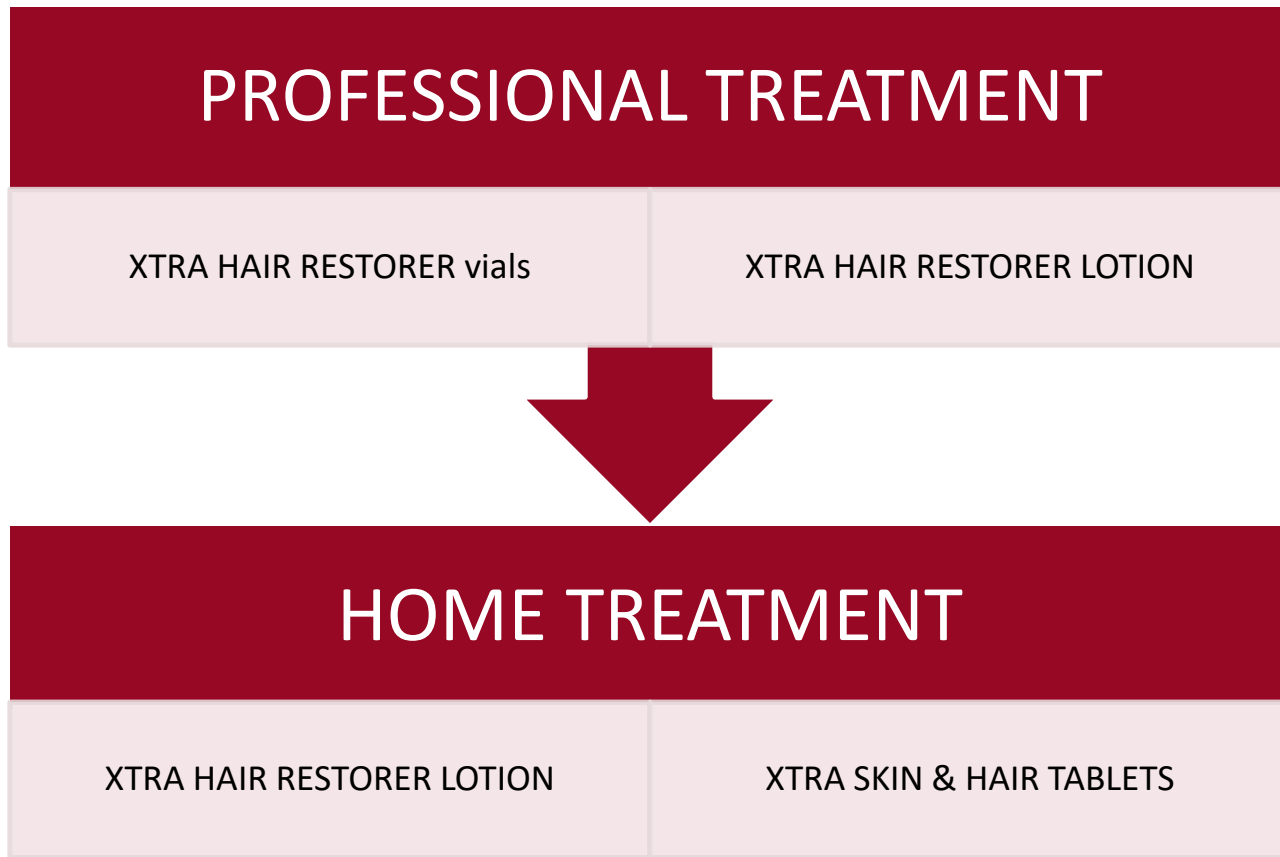 PROFESSIONAL TREATMENT
XTRA HAIR RESTORER vials
XTRA HAIR RESTORER LOTION
HOME TREATMENT
XTRA HAIR RESTORER LOTION
XTRA SKIN & HAIR TABLETS